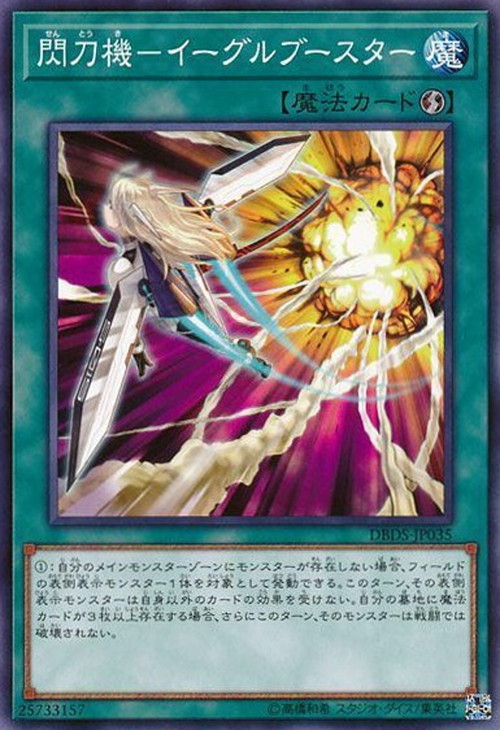 閃刀機－イーグルブースター 魔
【魔法カード】
DBDS-JP035
①：自分のメインモンスターゾーンにモンスターが存在しない場合、フィールド
の表側表示モンスター１体を対象として発動できる。このターン、その表側
表示モンスターは自身以外のカードの効果を受けない。自分の墓地に魔法
カードが３枚以上存在する場合、さらにこのターン、そのモンスターは戦闘では
破壊されない。
25733157
©高橋和希 スタジオ・ダイス/集英社